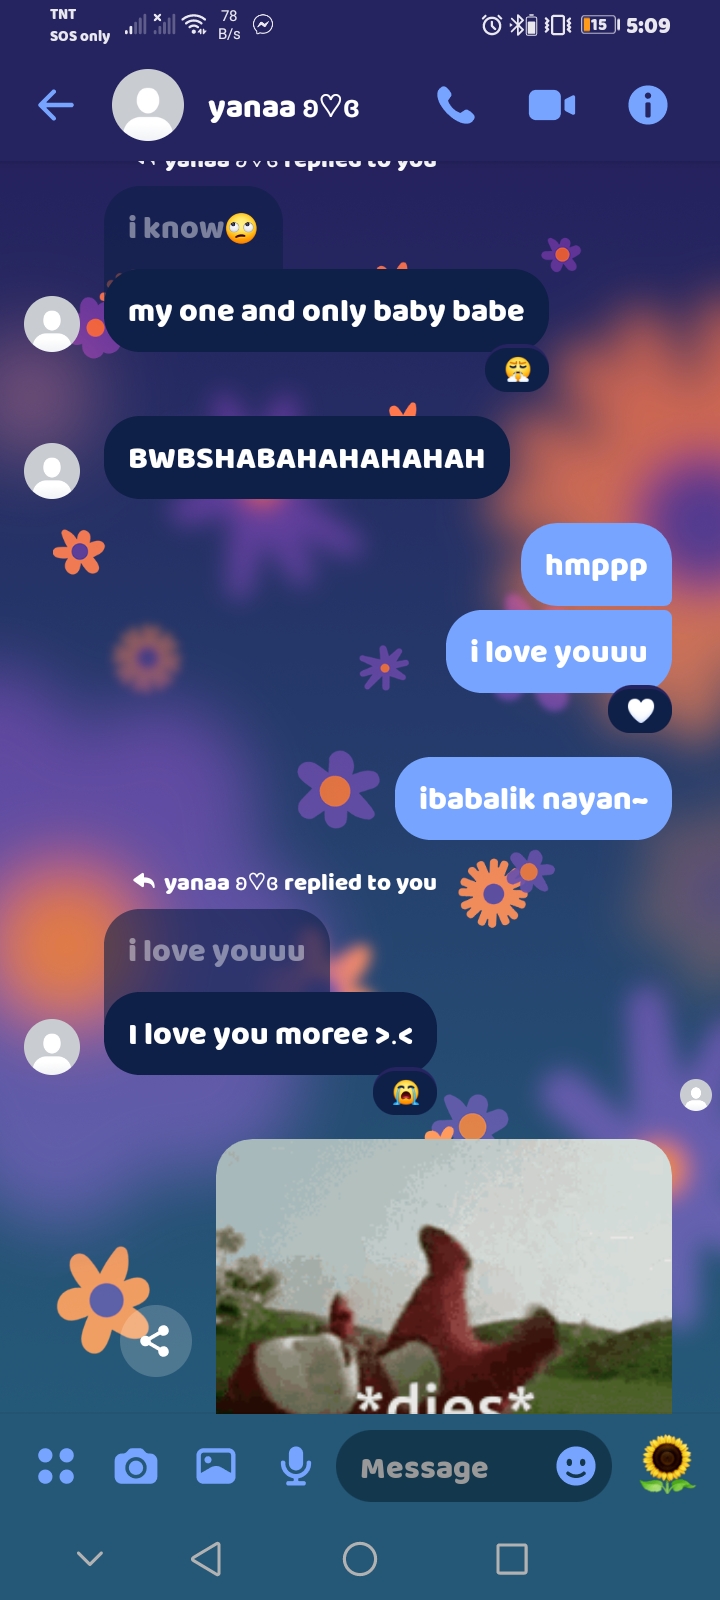 TNT
SOS only
78
B/s
15
5:09
yanaa ʚ♡ɞ
yanaa ʚ♡ɞ replied to you
i know🙄
my one and only baby babe
😤
BWBSHABAHAHAHAHAH
hmppp
i love youuu
🤍
ibabalik nayan~
yanaa ʚ♡ɞ replied to you
i love youuu
I love you moree >.<
😭
*dies*
Message